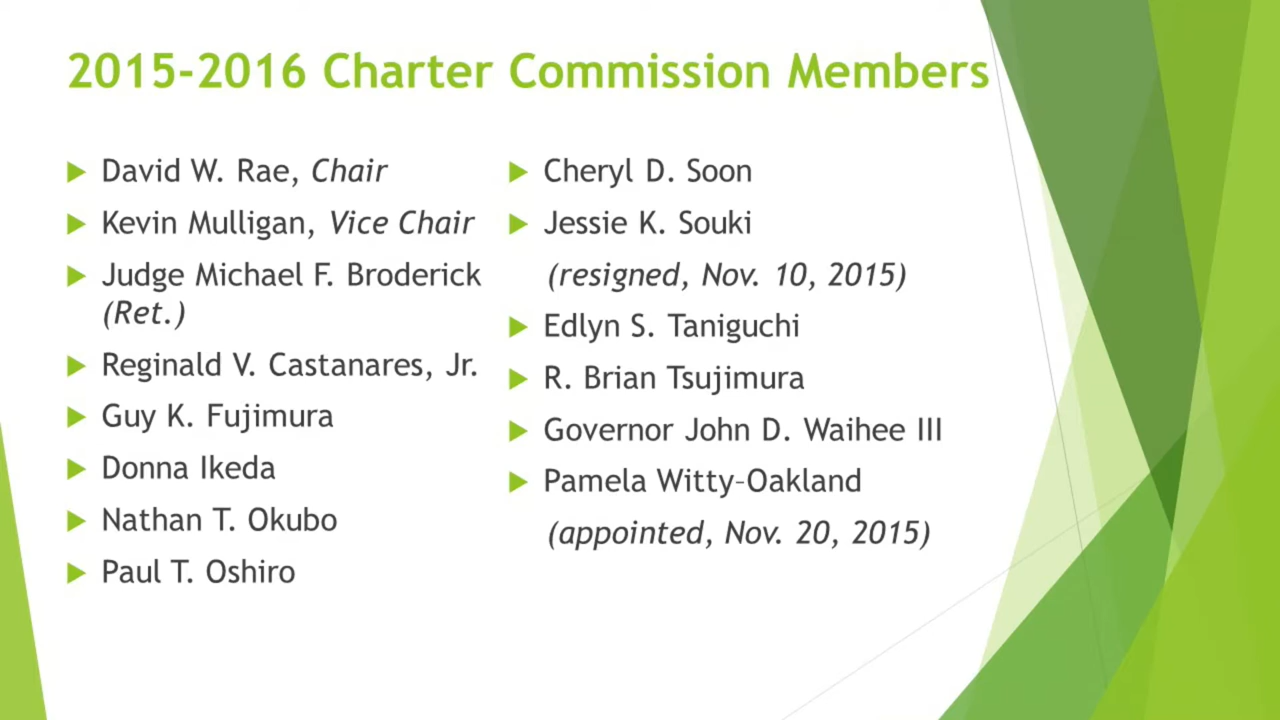 2015-2016 Charter Commission Members
David W. Rae, Chair
Kevin Mulligan, Vice Chair
Judge Michael F. Broderick
(Ret.)
Reginald V. Castanares, Jr.
Guy K. Fujimura
Donna Ikeda
Nathan T. Okubo
Paul T. Oshiro
Cheryl D. Soon
Jessie K. Souki
(resigned, Nov. 10, 2015)
Edlyn S. Taniguchi
R. Brian Tsujimura
Governor John D. Waihee III
Pamela Witty–Oakland
(appointed, Nov. 20, 2015)